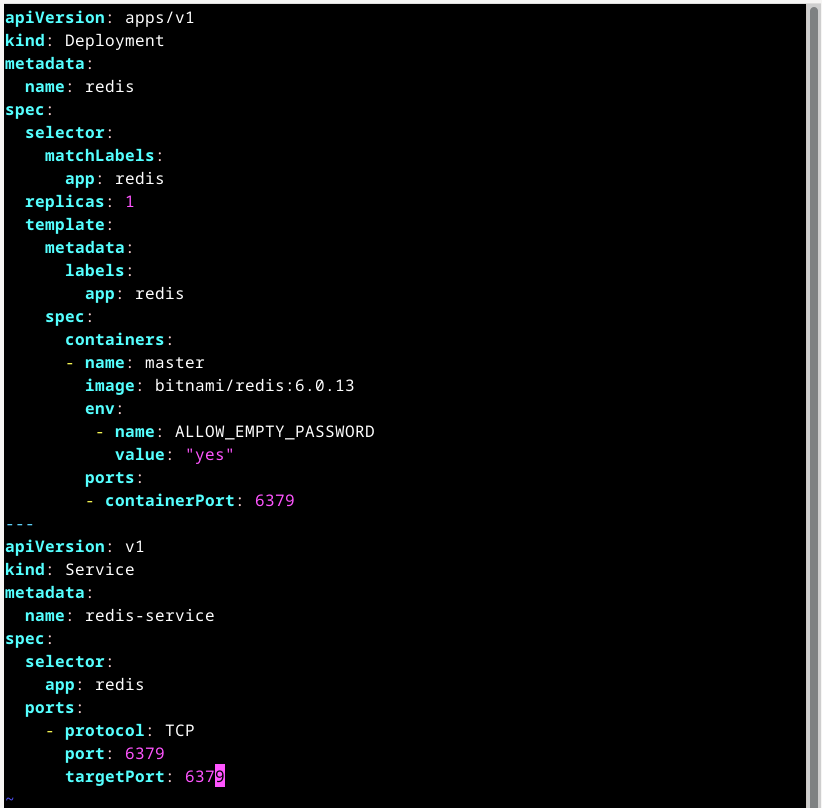 apiVersion: apps/v1
kind: Deployment
metadata:
  name: redis
spec:
  selector:
    matchLabels:
      app: redis
  replicas: 1
  template:
    metadata:
      labels:
        app: redis
    spec:
      containers:
      - name: master
        image: bitnami/redis:6.0.13
        env:
         - name: ALLOW_EMPTY_PASSWORD
           value: "yes"
        ports:
        - containerPort: 6379
---
apiVersion: v1
kind: Service
metadata:
  name: redis-service
spec:
  selector:
    app: redis
  ports:
    - protocol: TCP
      port: 6379
      targetPort: 6379
~